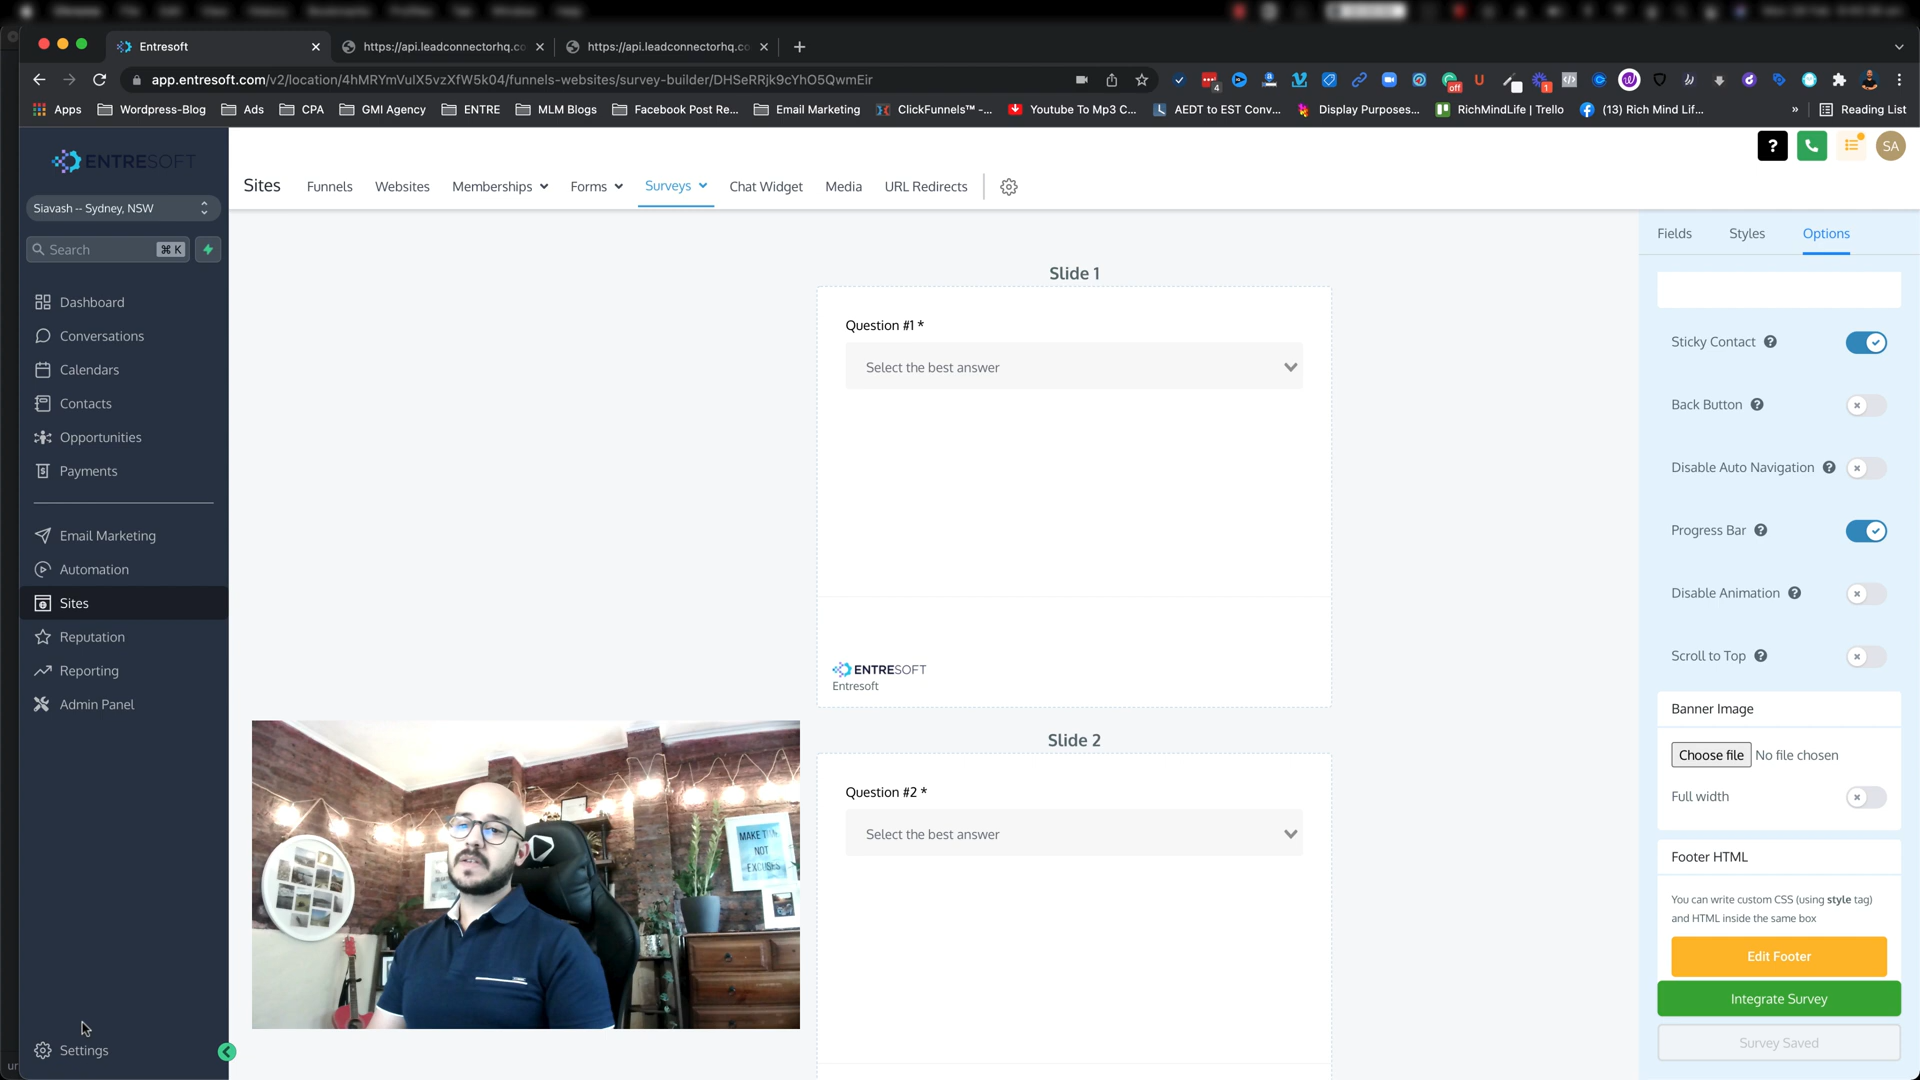 Entresoft
https://api.leadconnectorhq.co
https://api.leadconnectorhq.co
app.entresoft.com/v2/location/4hMRYmVuIX5vzXfW5k04/funnels-websites/survey-builder/DHSeRRjk9cYhO5QwmEir
Apps
Wordpress-Blog
Ads
CPA
GMI Agency
ENTRE
MLM Blogs
Facebook Post Re...
Email Marketing
ClickFunnels™ -...
Youtube To Mp3 C...
AEDT to EST Conv...
Display Purposes...
RichMindLife | Trello
(13) Rich Mind Lif...
»
Reading List
ENTRESOFT
Siavash -- Sydney, NSW
Search
⌘ K
Dashboard
Conversations
Calendars
Contacts
Opportunities
Payments
Email Marketing
Automation
Sites
Reputation
Reporting
Admin Panel
Settings
?
SA
Sites
Funnels
Websites
Memberships
Forms
Surveys
Chat Widget
Media
URL Redirects
Slide 1
Question #1 *
Select the best answer
ENTRESOFT
Entresoft
Slide 2
Question #2 *
Select the best answer
MAKE
NOT
EXCUSES
Fields
Styles
Options
Sticky Contact
Back Button
Disable Auto Navigation
Progress Bar
Disable Animation
Scroll to Top
Banner Image
Choose file No file chosen
Full width
Footer HTML
You can write custom CSS (using style tag)
and HTML inside the same box
Edit Footer
Integrate Survey
Survey Saved